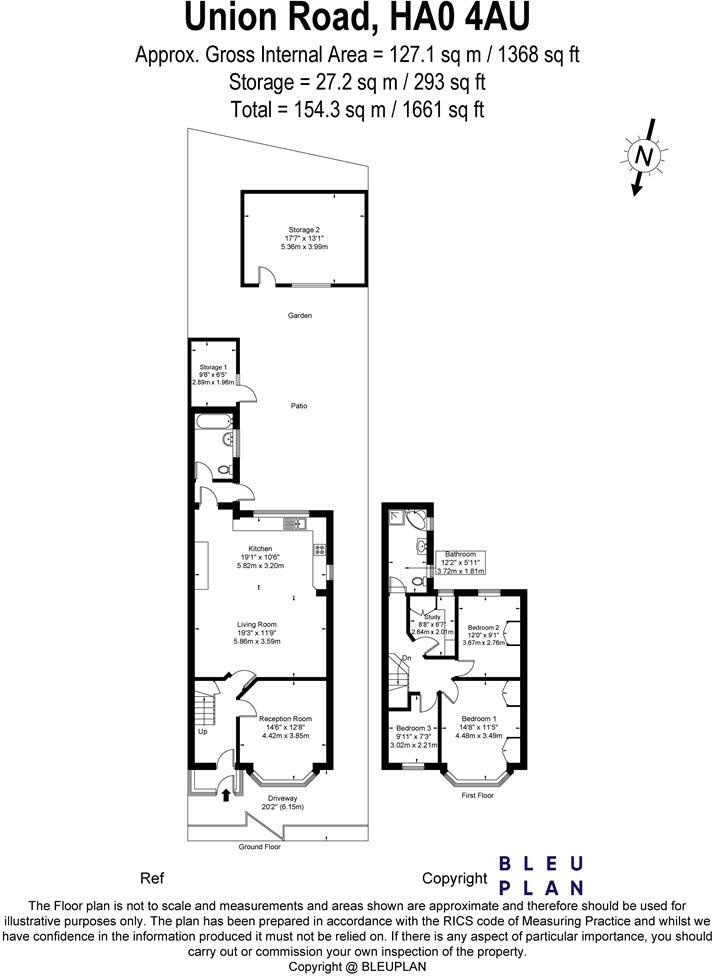 Union Road, HA0 4AU
Approx. Gross Internal Area = 127.1 sq m / 1368 sq ft
Storage = 27.2 sq m / 293 sq ft
Total = 154.3 sq m / 1661 sq ft
N
Storage 2
17'7" x 13'1"
5.36m x 3.99m
Garden
Storage 1
9'6" x 6'5"
2.89m x 1.96m
Patio
Kitchen
19'1" x 10'6"
5.82m x 3.20m
Living Room
19'3" x 11'9"
5.86m x 3.59m
Reception Room
14'6" x 12'8"
4.42m x 3.85m
Up
Driveway
20'2" (6.15m)
Ground Floor
Bathroom
12'2" x 5'11"
3.72m x 1.81m
Study
8'8" x 6'7"
2.64m x 2.01m
Bedroom 2
12'0" x 9'1"
3.67m x 2.76m
Dn
Bedroom 1
14'8" x 11'5"
4.48m x 3.49m
Bedroom 3
9'11" x 7'3"
3.02m x 2.21m
First Floor
Ref
Copyright
BLEU
PLAN
The Floor plan is not to scale and measurements and areas shown are approximate and therefore should be used for
illustrative purposes only. The plan has been prepared in accordance with the RICS code of Measuring Practice and whilst we
have confidence in the information produced it must not be relied on. If there is any aspect of particular importance, you should
carry out or commission your own inspection of the property.
Copyright @ BLEUPLAN